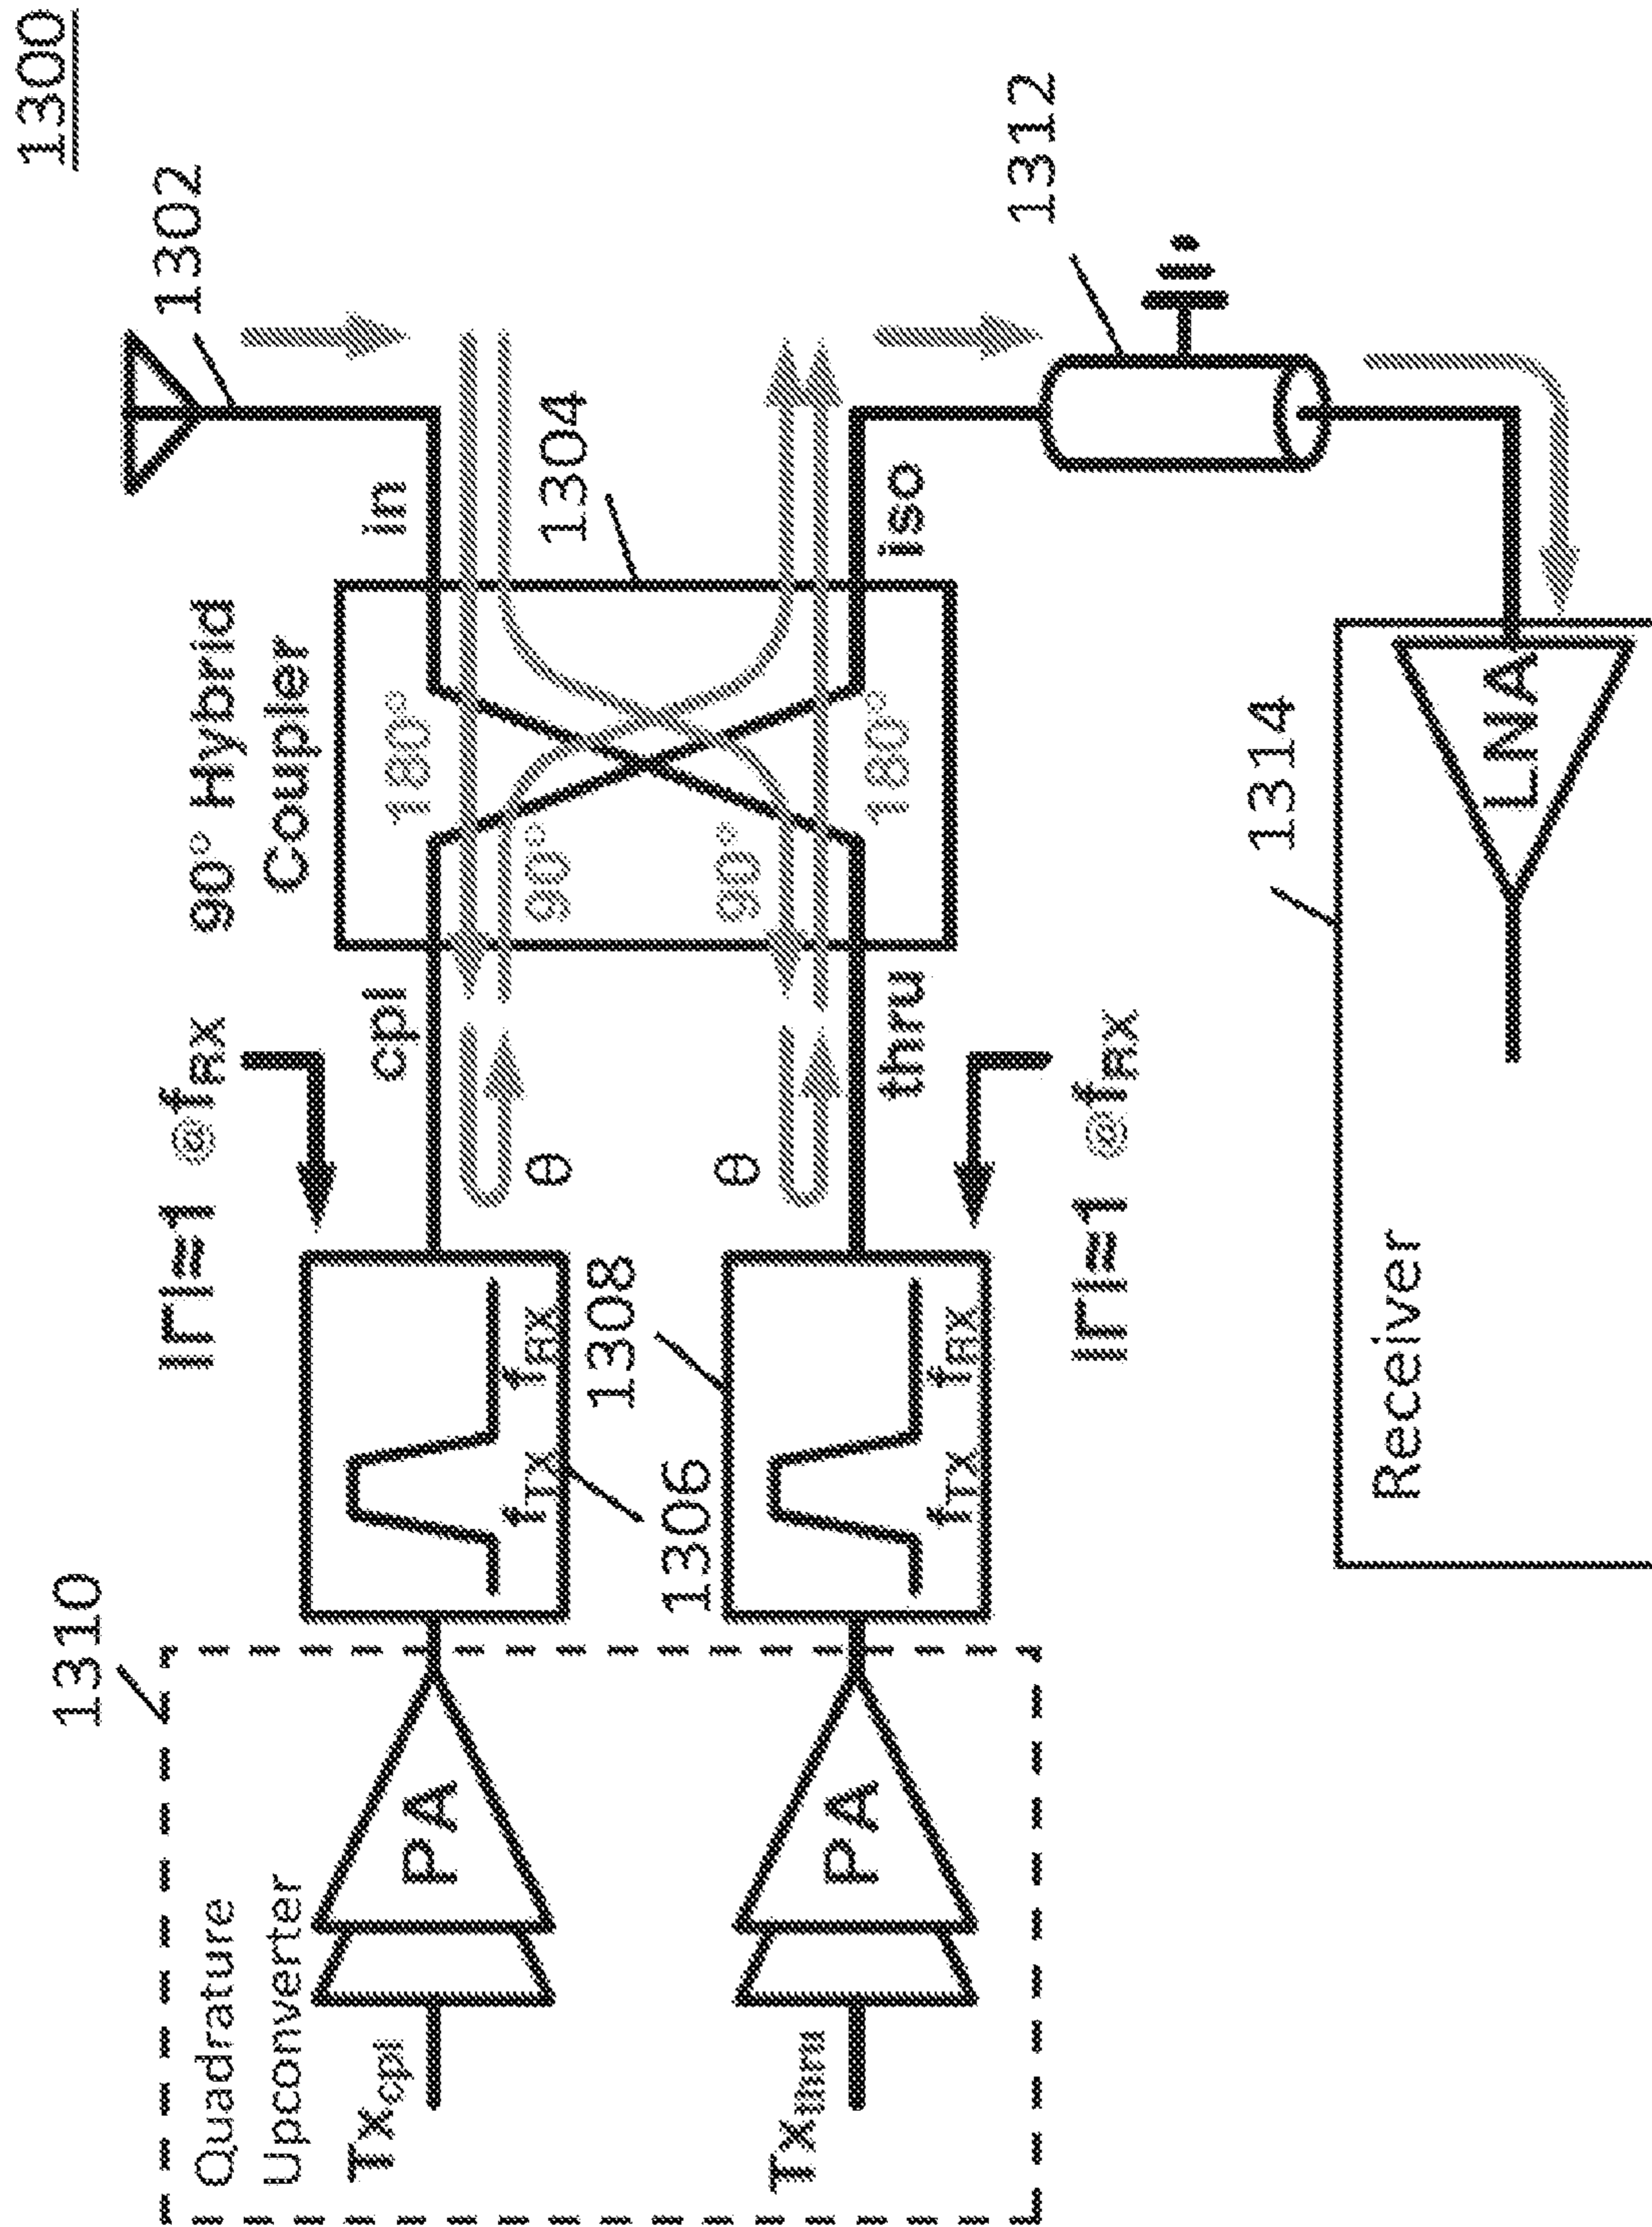 1300
1310
Quadrature
Upconverter
Tx_cpl
PA
Tx_thru
PA
|Γ|=1 @f_RX
f_TX f_RX
1306
1308
f_TX f_RX
|Γ|=1 @f_RX
θ
θ
90° Hybrid
Coupler
cpl
in
180°
90°
90°
180°
thru
iso
1304
1302
1312
1314
Receiver
LNA